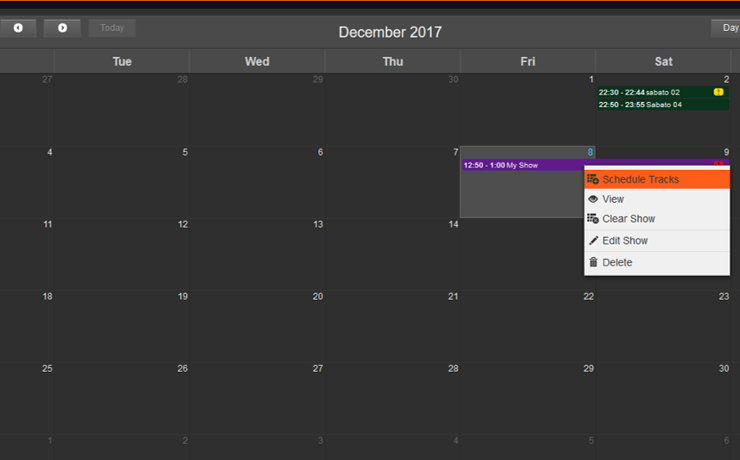 Today
December 2017
Day
Tue Wed Thu Fri Sat
27 28 29 30 1 2
22:30 - 22:44 sabato 02
22:50 - 23:55 Sabato 04
4 5 6 7 8 9
12:50 - 1:00 My Show
Schedule Tracks
View
Clear Show
Edit Show
Delete
11 12 13 14
18 19 20 21 22 23
25 26 27 28 29 30
1 2 3 4 5 6